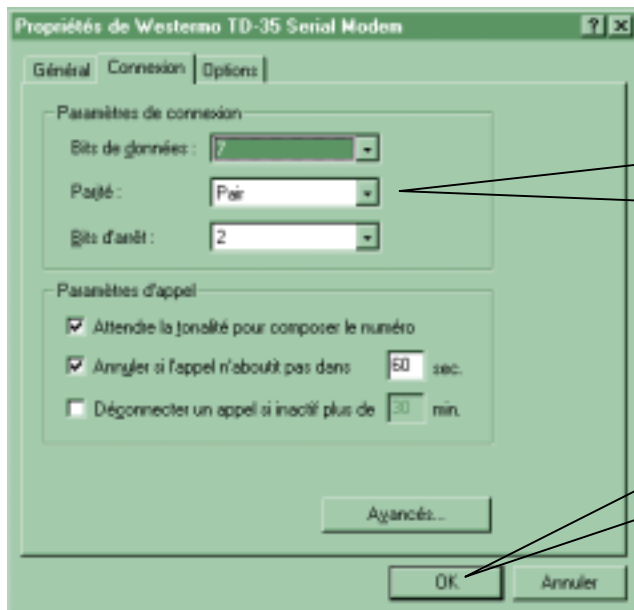 Propriétés de Westermo TD-35 Serial Modem
Général Connexion Options
Paramètres de connexion
Bits de données : 7
Parité : Pair
Bits d'arrêt : 2
Paramètres d'appel
Attendre la tonalité pour composer le numéro
Annuler si l'appel n'aboutit pas dans 60 sec.
Déconnecter un appel si inactif plus de 30 min.
Avancés...
OK Annuler